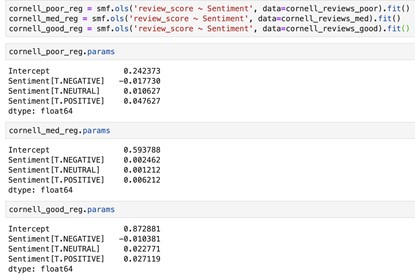 cornell_poor_reg = smf.ols('review_score ~ Sentiment', data=cornell_reviews_poor).fit()
cornell_med_reg = smf.ols('review_score ~ Sentiment', data=cornell_reviews_med).fit()
cornell_good_reg = smf.ols('review_score ~ Sentiment', data=cornell_reviews_good).fit()
cornell_poor_reg.params
Intercept 0.242373
Sentiment[T.NEGATIVE] -0.017730
Sentiment[T.NEUTRAL] 0.010627
Sentiment[T.POSITIVE] 0.047627
dtype: float64
cornell_med_reg.params
Intercept 0.593788
Sentiment[T.NEGATIVE] 0.002462
Sentiment[T.NEUTRAL] 0.001212
Sentiment[T.POSITIVE] 0.006212
dtype: float64
cornell_good_reg.params
Intercept 0.872881
Sentiment[T.NEGATIVE] -0.010381
Sentiment[T.NEUTRAL] 0.022771
Sentiment[T.POSITIVE] 0.027119
dtype: float64